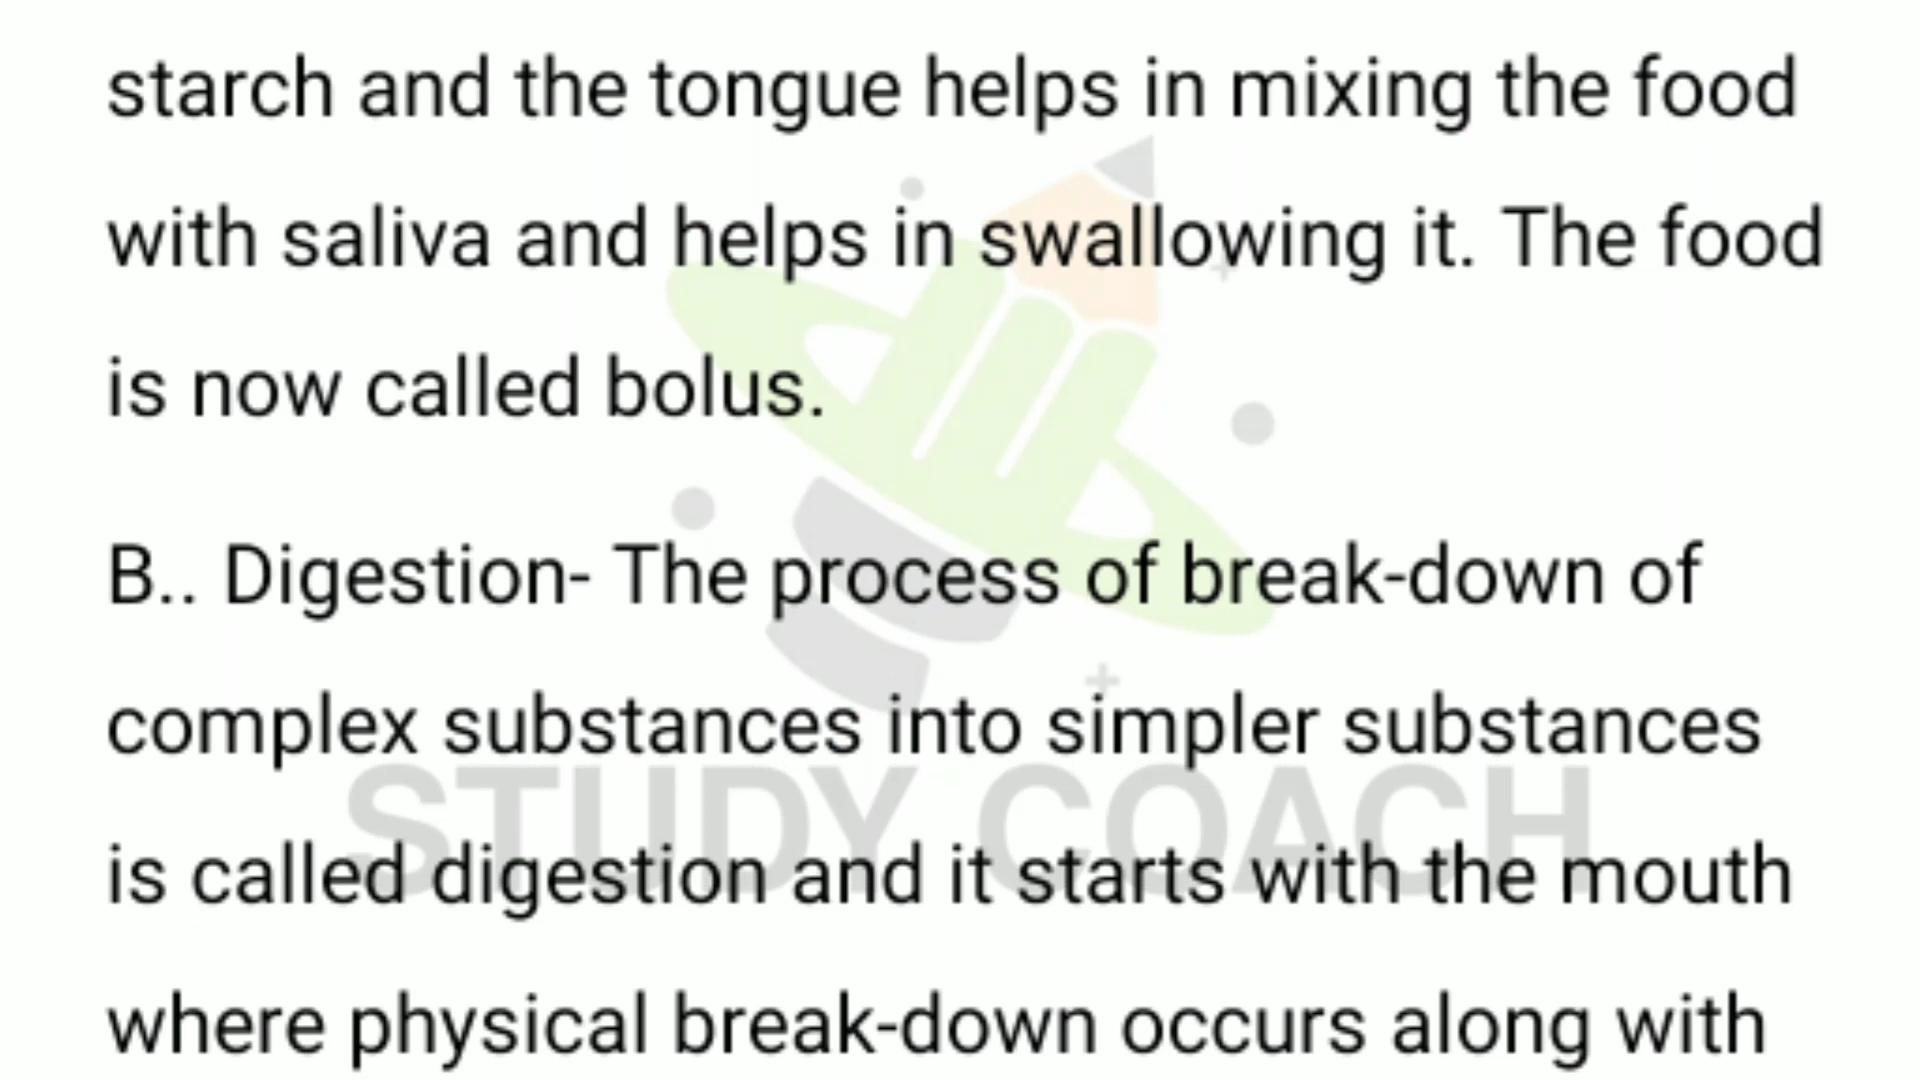 starch and the tongue helps in mixing the food
with saliva and helps in swallowing it. The food
is now called bolus.
B.. Digestion- The process of break-down of
complex substances into simpler substances
STUDY COACH
is called digestion and it starts with the mouth
where physical break-down occurs along with